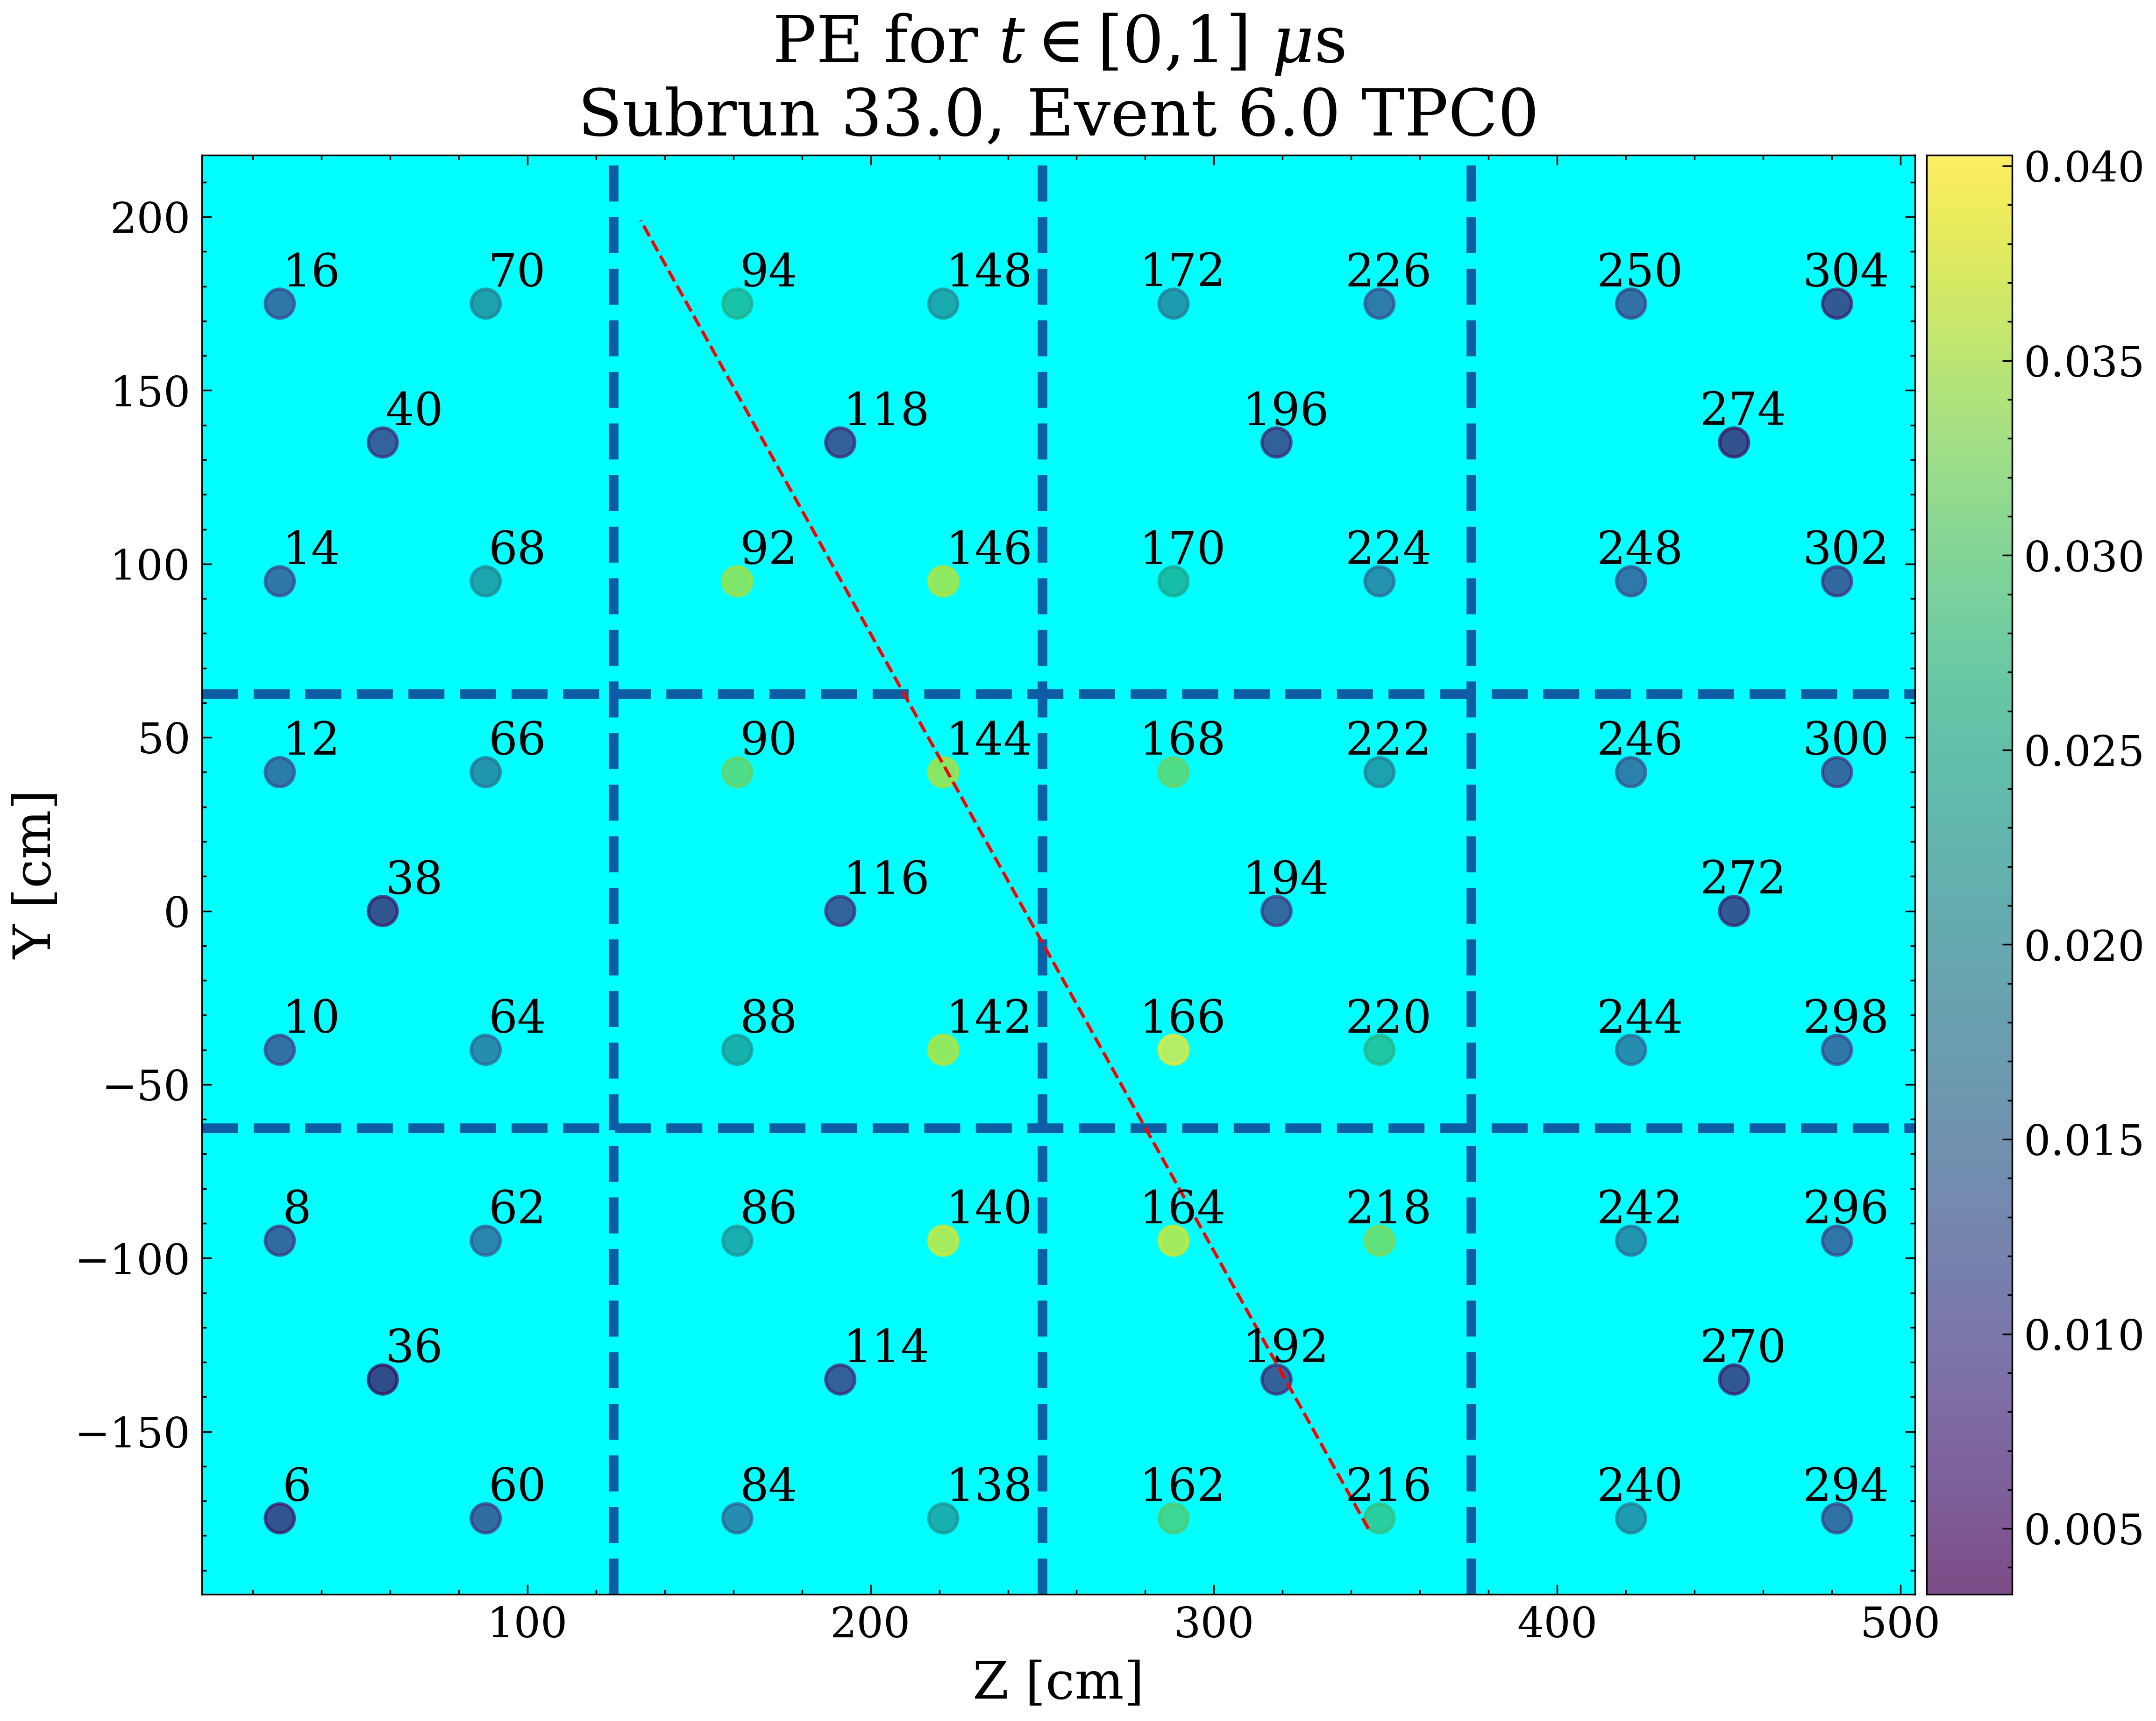 PE for t ∈ [0,1] μs
Subrun 33.0, Event 6.0 TPC0
16 70 94 148 172 226 250 304
40 118 196 274
14 68 92 146 170 224 248 302
12 66 90 144 168 222 246 300
38 116 194 272
10 64 88 142 166 220 244 298
8 62 86 140 164 218 242 296
36 114 192 270
6 60 84 138 162 216 240 294
200
150
100
50
0
−50
−100
−150
Y [cm]
100 200 300 400 500
Z [cm]
0.040
0.035
0.030
0.025
0.020
0.015
0.010
0.005